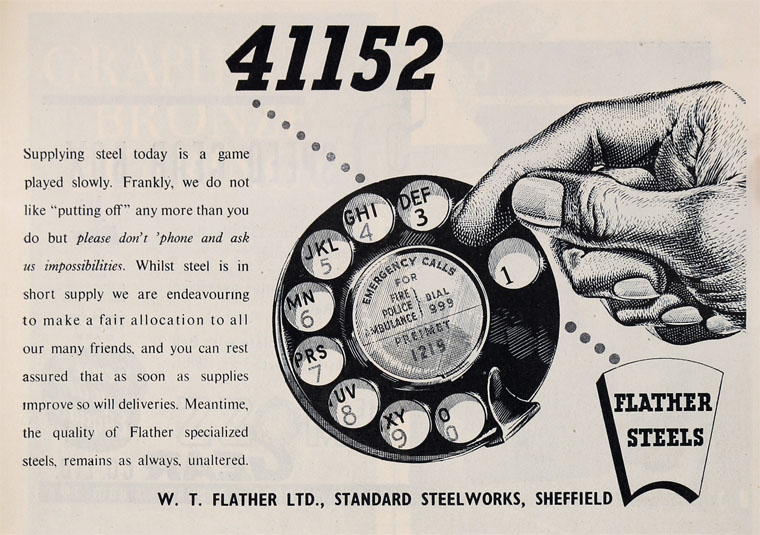 41152
Supplying steel today is a game
played slowly. Frankly, we do not
like “putting off” any more than you
do but please don't 'phone and ask
us impossibilities. Whilst steel is in
short supply we are endeavouring
to make a fair allocation to all
our many friends, and you can rest
assured that as soon as supplies
improve so will deliveries. Meantime,
the quality of Flather specialized
steels, remains as always, unaltered.
DEF
3
GHI
4
JKL
5
MN
6
PRS
7
UV
8
XY
9
O
0
1
EMERGENCY CALLS
FOR
FIRE
POLICE
AMBULANCE
DIAL
999
1219
FLATHER
STEELS
W. T. FLATHER LTD., STANDARD STEELWORKS, SHEFFIELD